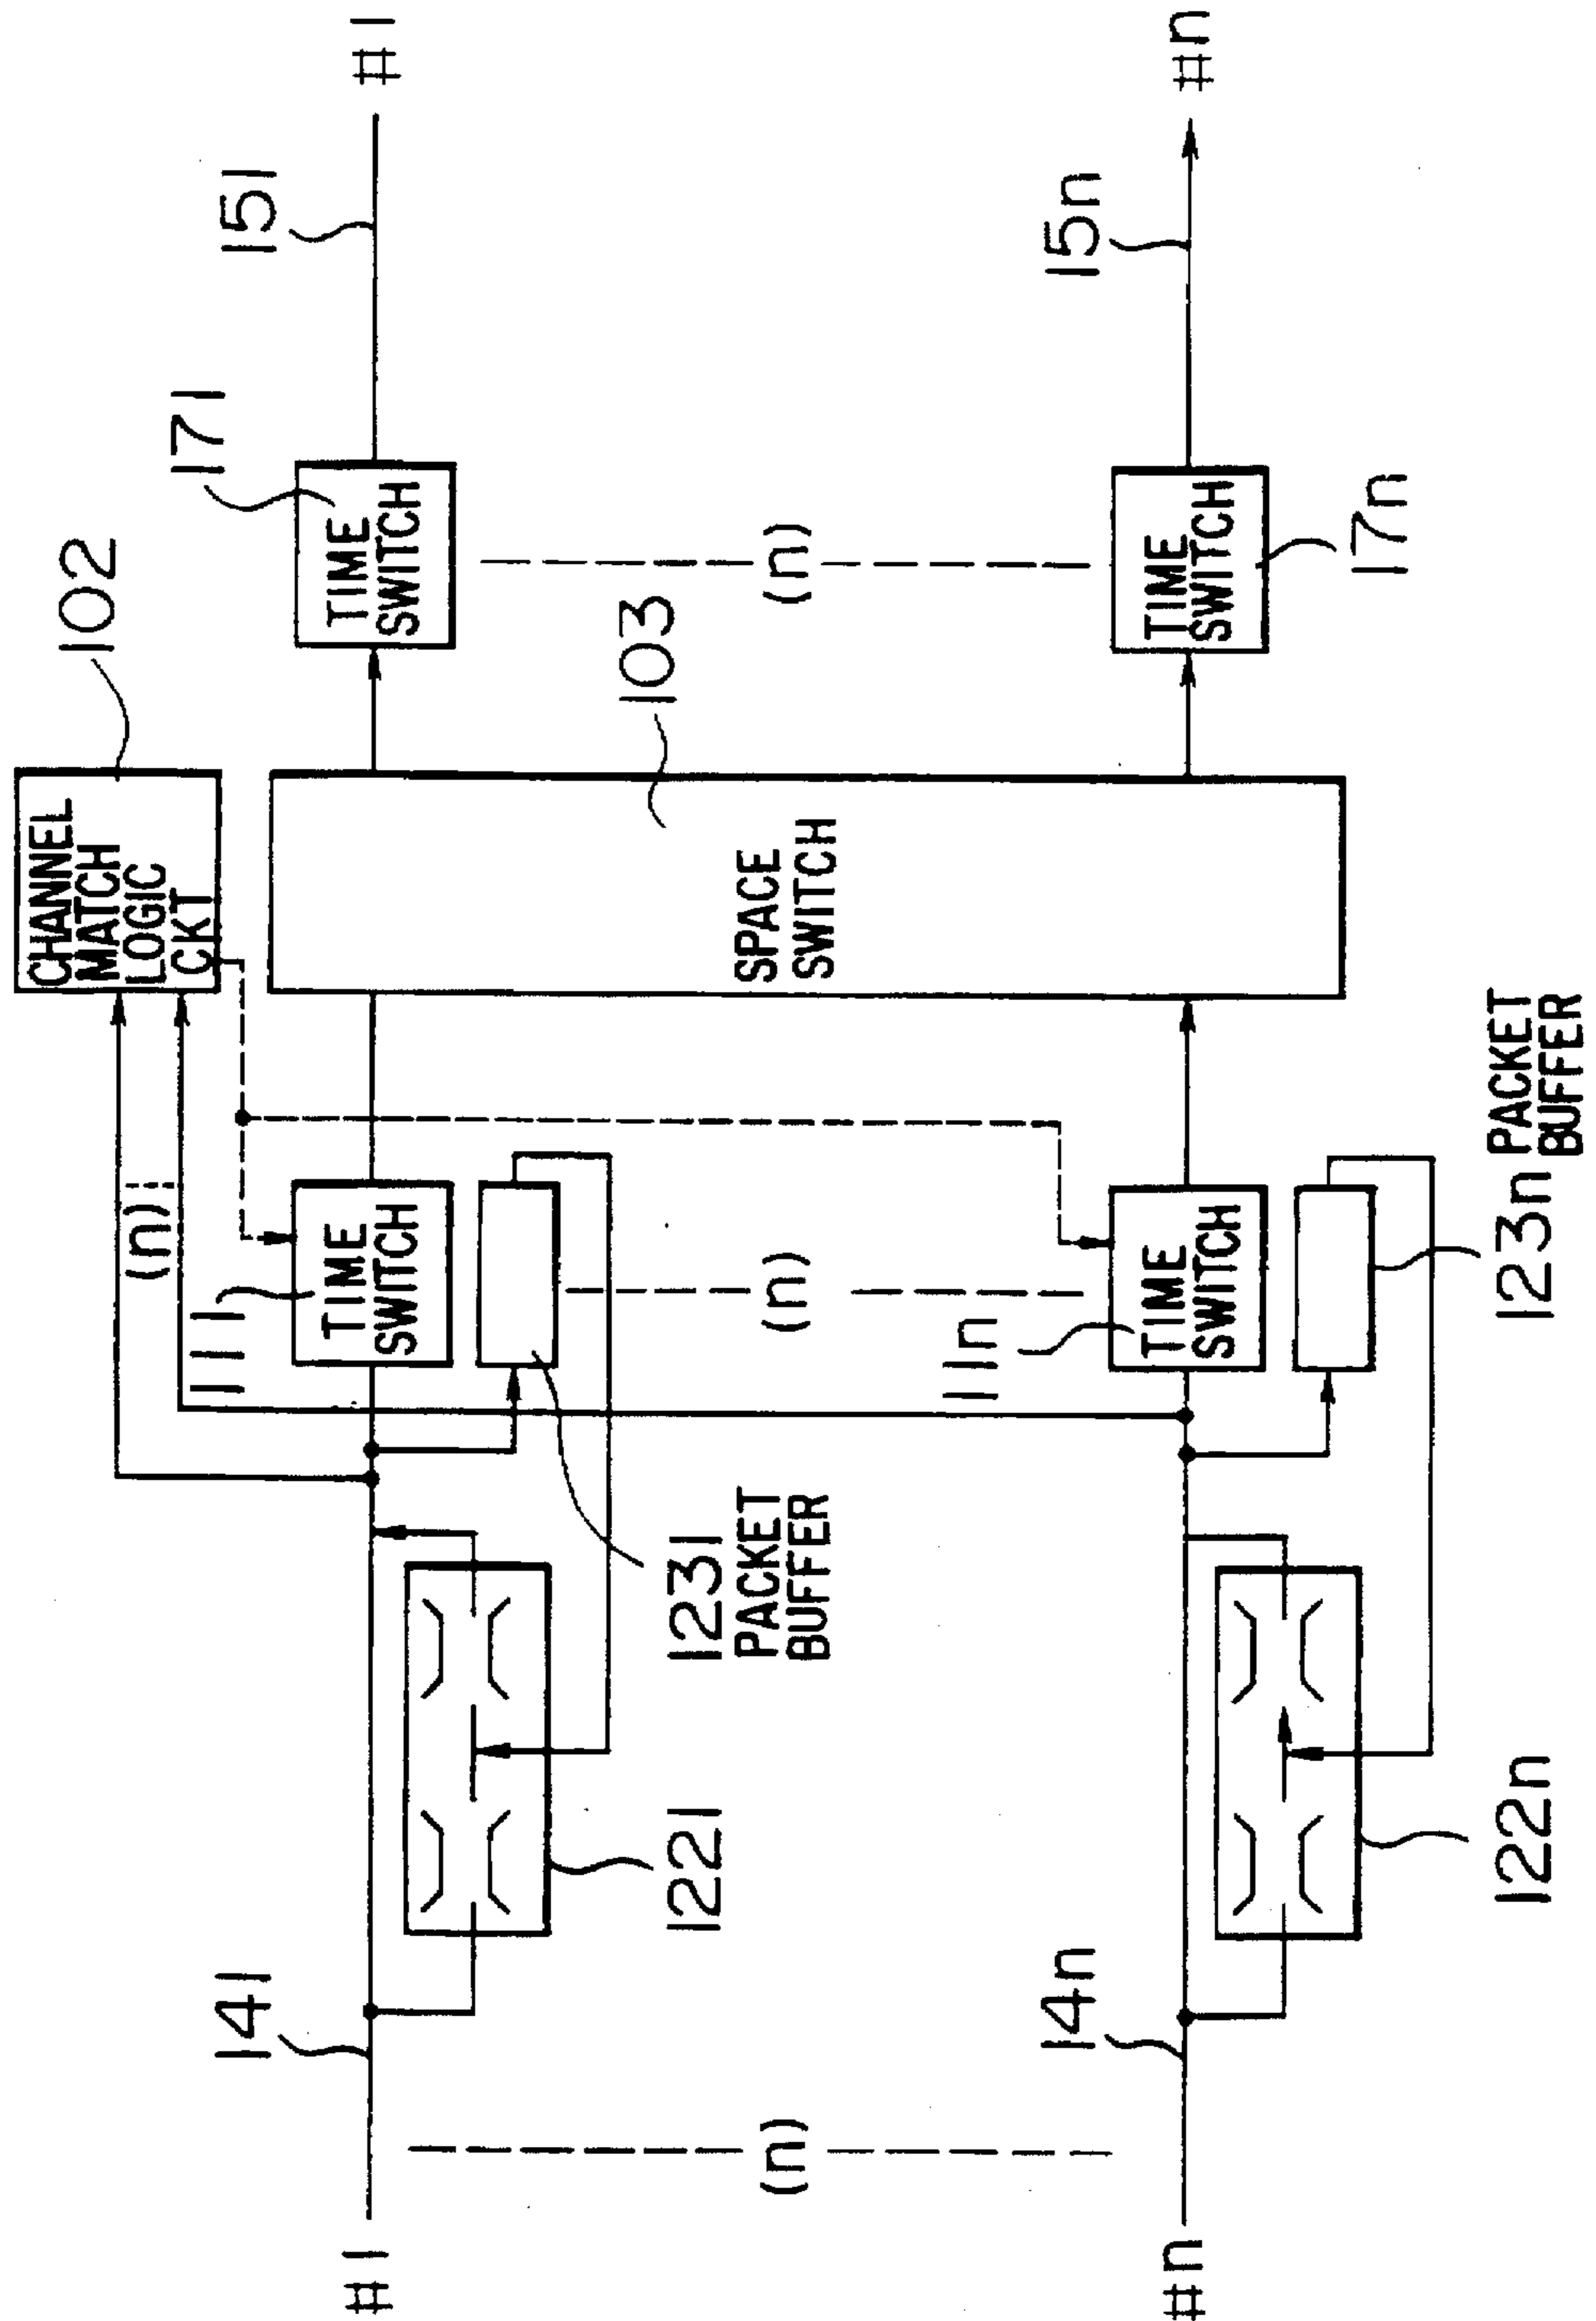 CHANNEL
MATCH
LOGIC
CKT
102
(n)
#1
141
111
TIME
SWITCH
171
TIME
SWITCH
151
#1
1221
1231
PACKET
BUFFER
103
SPACE
SWITCH
(n)
(n)
(n)
#n
14n
11n
TIME
SWITCH
TIME
SWITCH
17n
15n
#n
122n
123n
PACKET
BUFFER